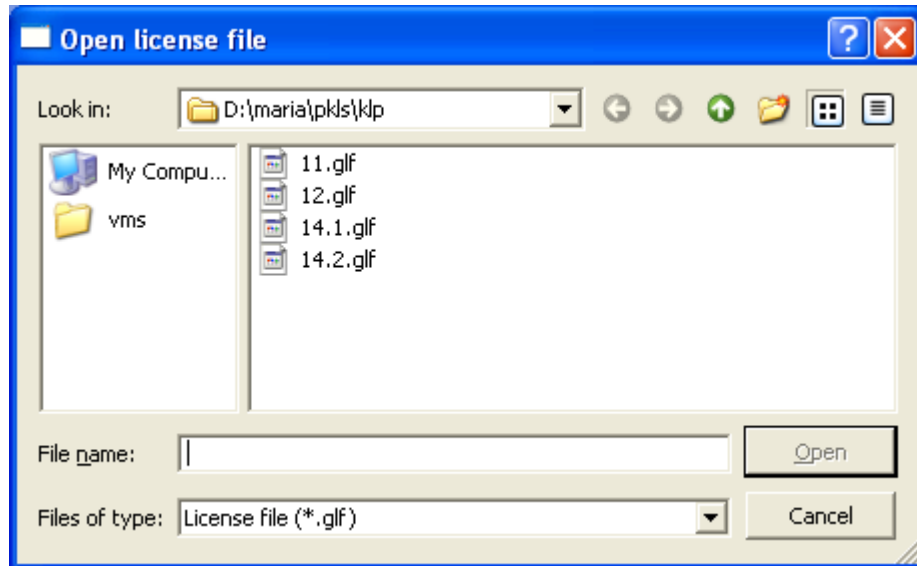 Open license file
Look in:
D:\maria\pkls\klp
My Compu...
vms
11.glf
12.glf
14.1.glf
14.2.glf
File name:
Open
Files of type:
License file (*.glf)
Cancel